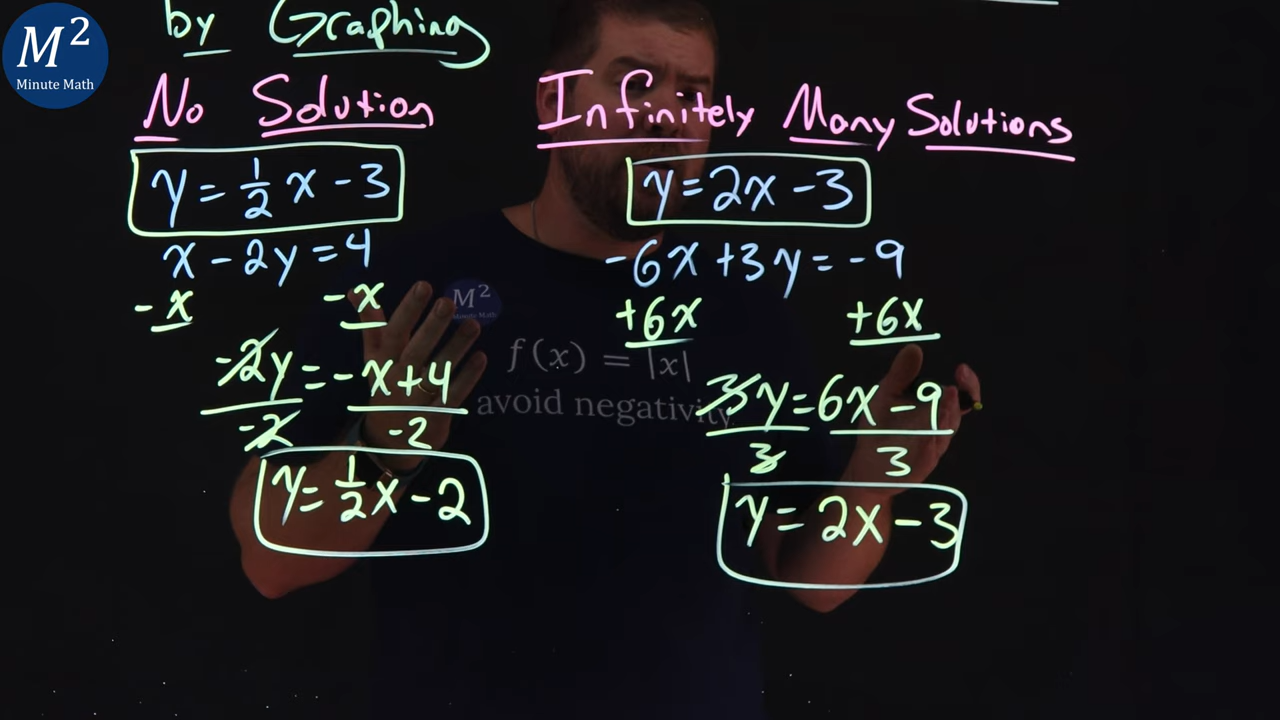 M²
Minute Math
by Graphing
No Solution
y = 1/2 x - 3
x - 2y = 4
-x -x
-2y = -x + 4
-2 -2
y = 1/2 x - 2
Infinitely Many Solutions
y = 2x - 3
-6x + 3y = -9
+6x +6x
3y = 6x - 9
3 3
y = 2x - 3
M²
Minute Math
f(x) = |x|
avoid negativity